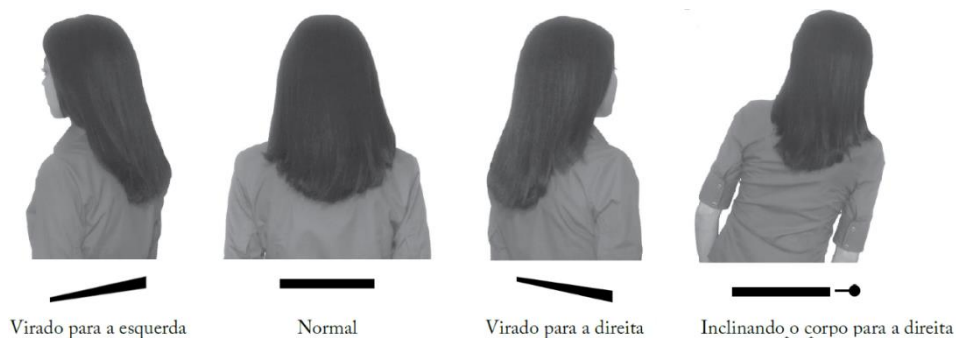 Virado para a esquerda
Normal
Virado para a direita
Inclinando o corpo para a direita